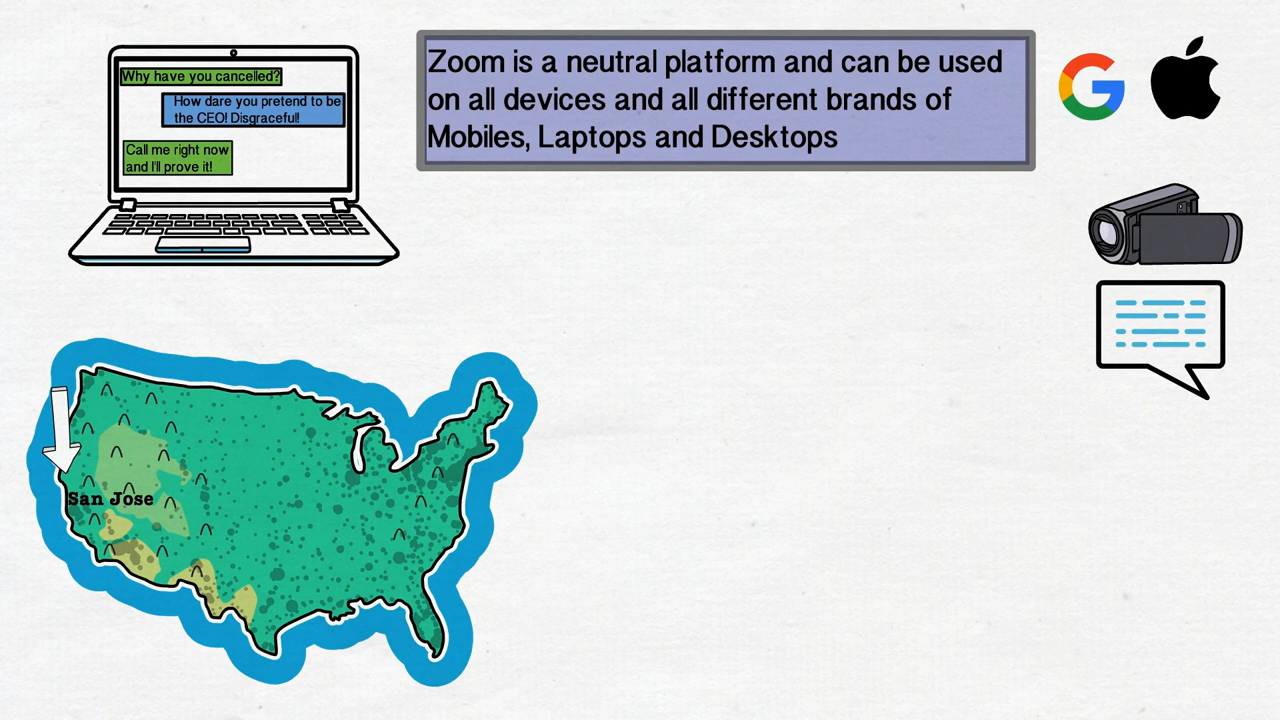 Why have you cancelled?
How dare you pretend to be
the CEO! Disgraceful!
Call me right now
and I'll prove it!
Zoom is a neutral platform and can be used
on all devices and all different brands of
Mobiles, Laptops and Desktops
San Jose